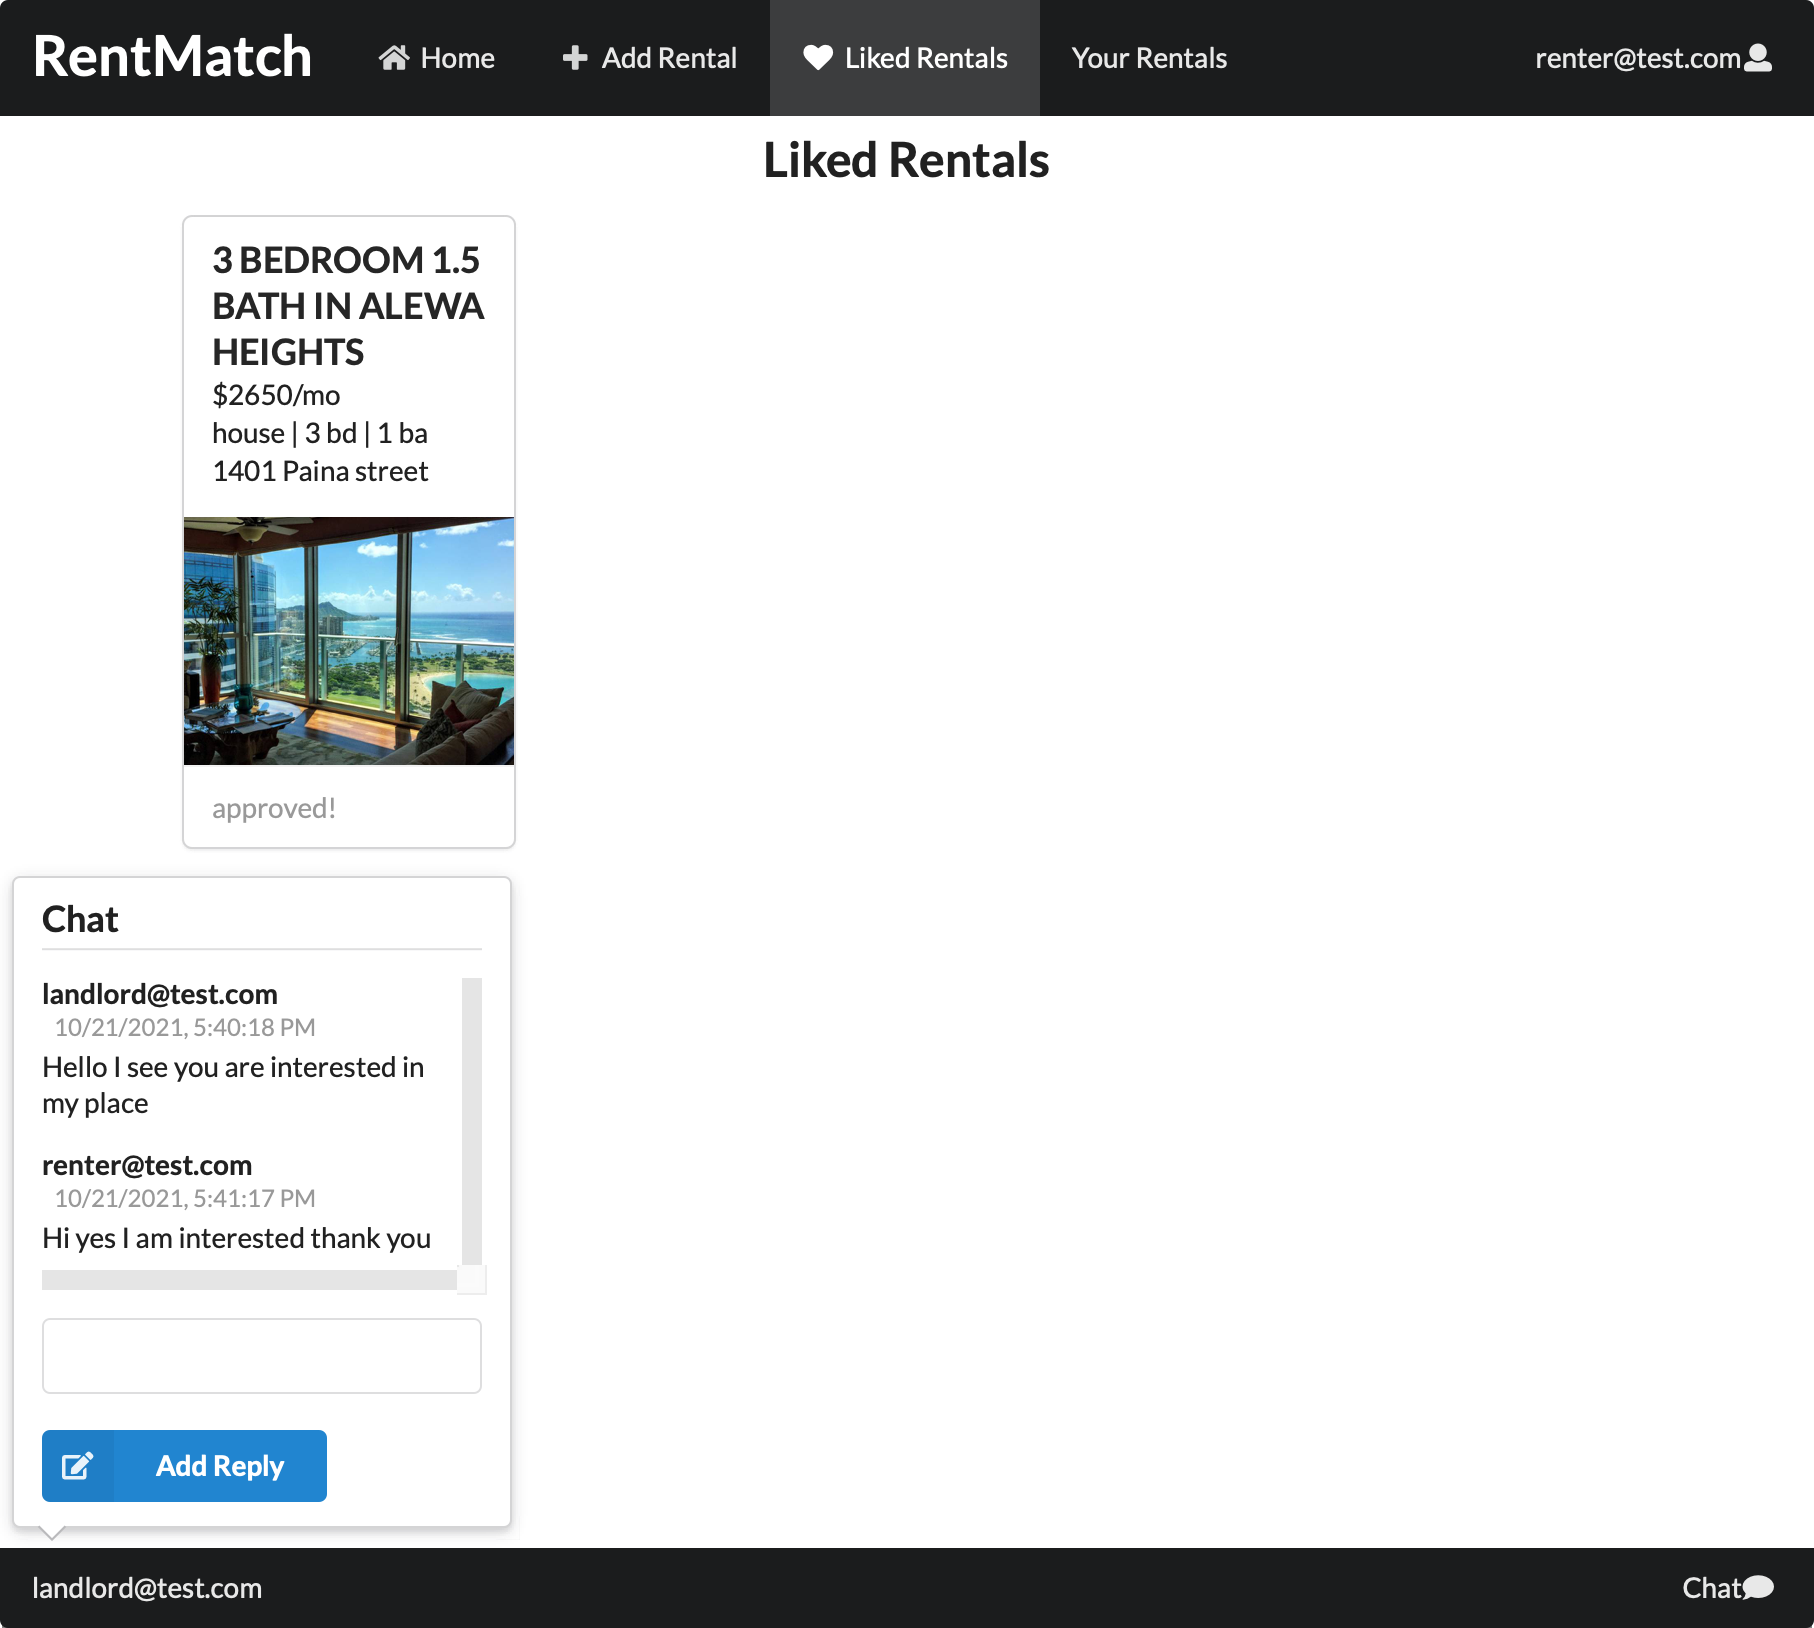 RentMatch
Home
Add Rental
Liked Rentals
Your Rentals
renter@test.com
Liked Rentals
3 BEDROOM 1.5
BATH IN ALEWA
HEIGHTS
$2650/mo
house | 3 bd | 1 ba
1401 Paina street
approved!
Chat
landlord@test.com
10/21/2021, 5:40:18 PM
Hello I see you are interested in
my place
renter@test.com
10/21/2021, 5:41:17 PM
Hi yes I am interested thank you
Add Reply
landlord@test.com
Chat